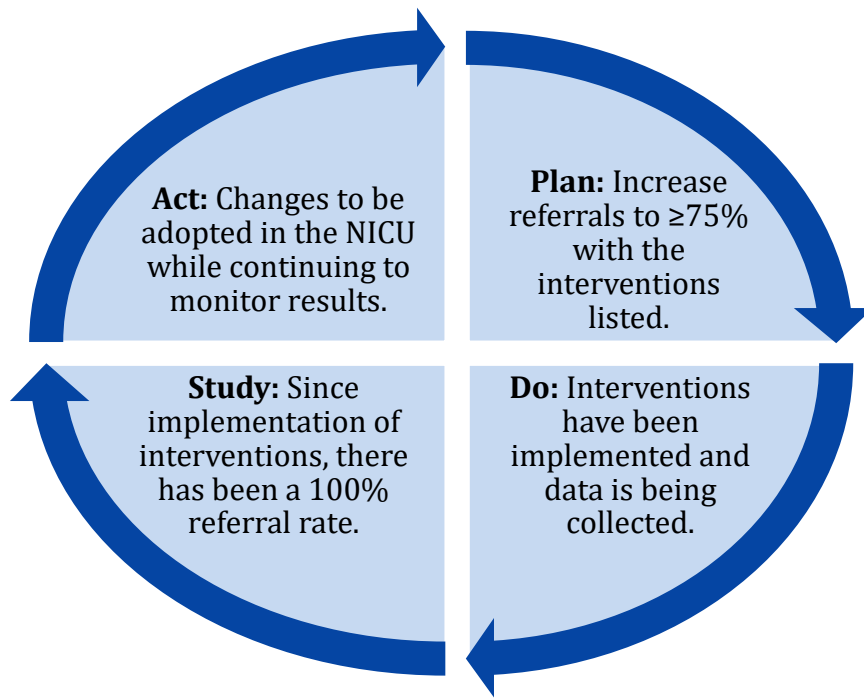 Act: Changes to be
adopted in the NICU
while continuing to
monitor results.
Plan: Increase
referrals to ≥75%
with the
interventions
listed.
Study: Since
implementation of
interventions, there
has been a 100%
referral rate.
Do: Interventions
have been
implemented and
data is being
collected.